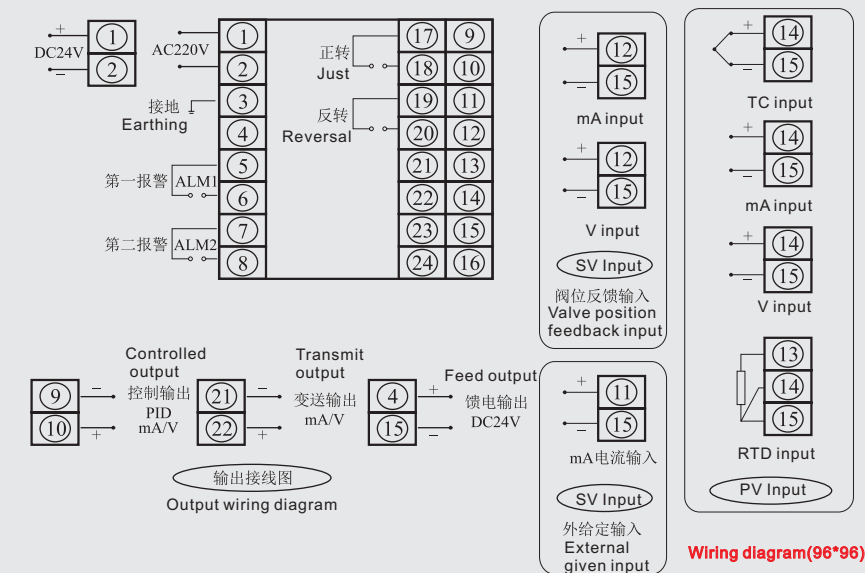 +
DC24V
−
1
2
AC220V
接地
Earthing
第一报警
ALM1
第二报警
ALM2
1
2
3
4
5
6
7
8
正转
Just
反转
Reversal
17 9
18 10
19 11
20 12
21 13
22 14
23 15
24 16
+ 12
− 15
mA input
+ 12
− 15
V input
SV Input
阀位反馈输入
Valve position
feedback input
+ 14
− 15
TC input
+ 14
− 15
mA input
+ 14
− 15
V input
13
14
15
RTD input
PV Input
Controlled
output
9 −
控制输出
PID
mA/V
10 +
Transmit
output
21 −
变送输出
mA/V
22 +
Feed output
4 +
馈电输出
DC24V
15 −
输出接线图
Output wiring diagram
+ 11
− 15
mA电流输入
SV Input
外给定输入
External
given input
Wiring diagram(96*96)